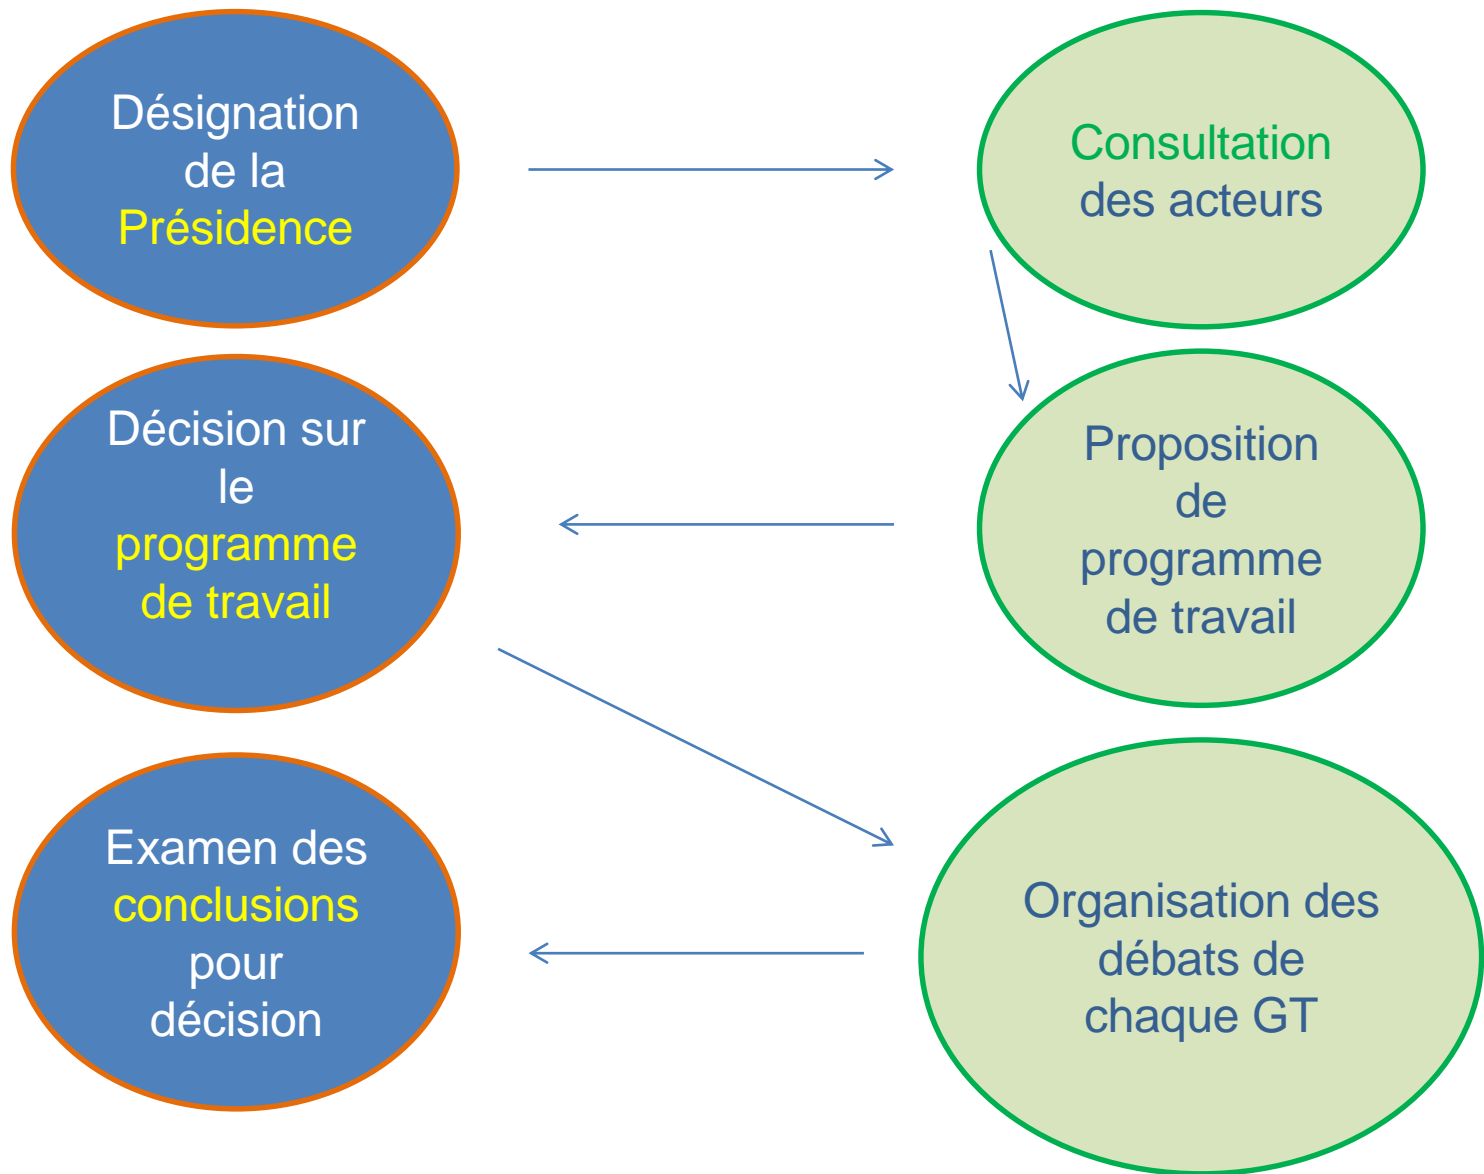 Désignation
de la
Présidence
Consultation
des acteurs
Décision sur
le
programme
de travail
Proposition
de
programme
de travail
Examen des
conclusions
pour
décision
Organisation des
débats de
chaque GT